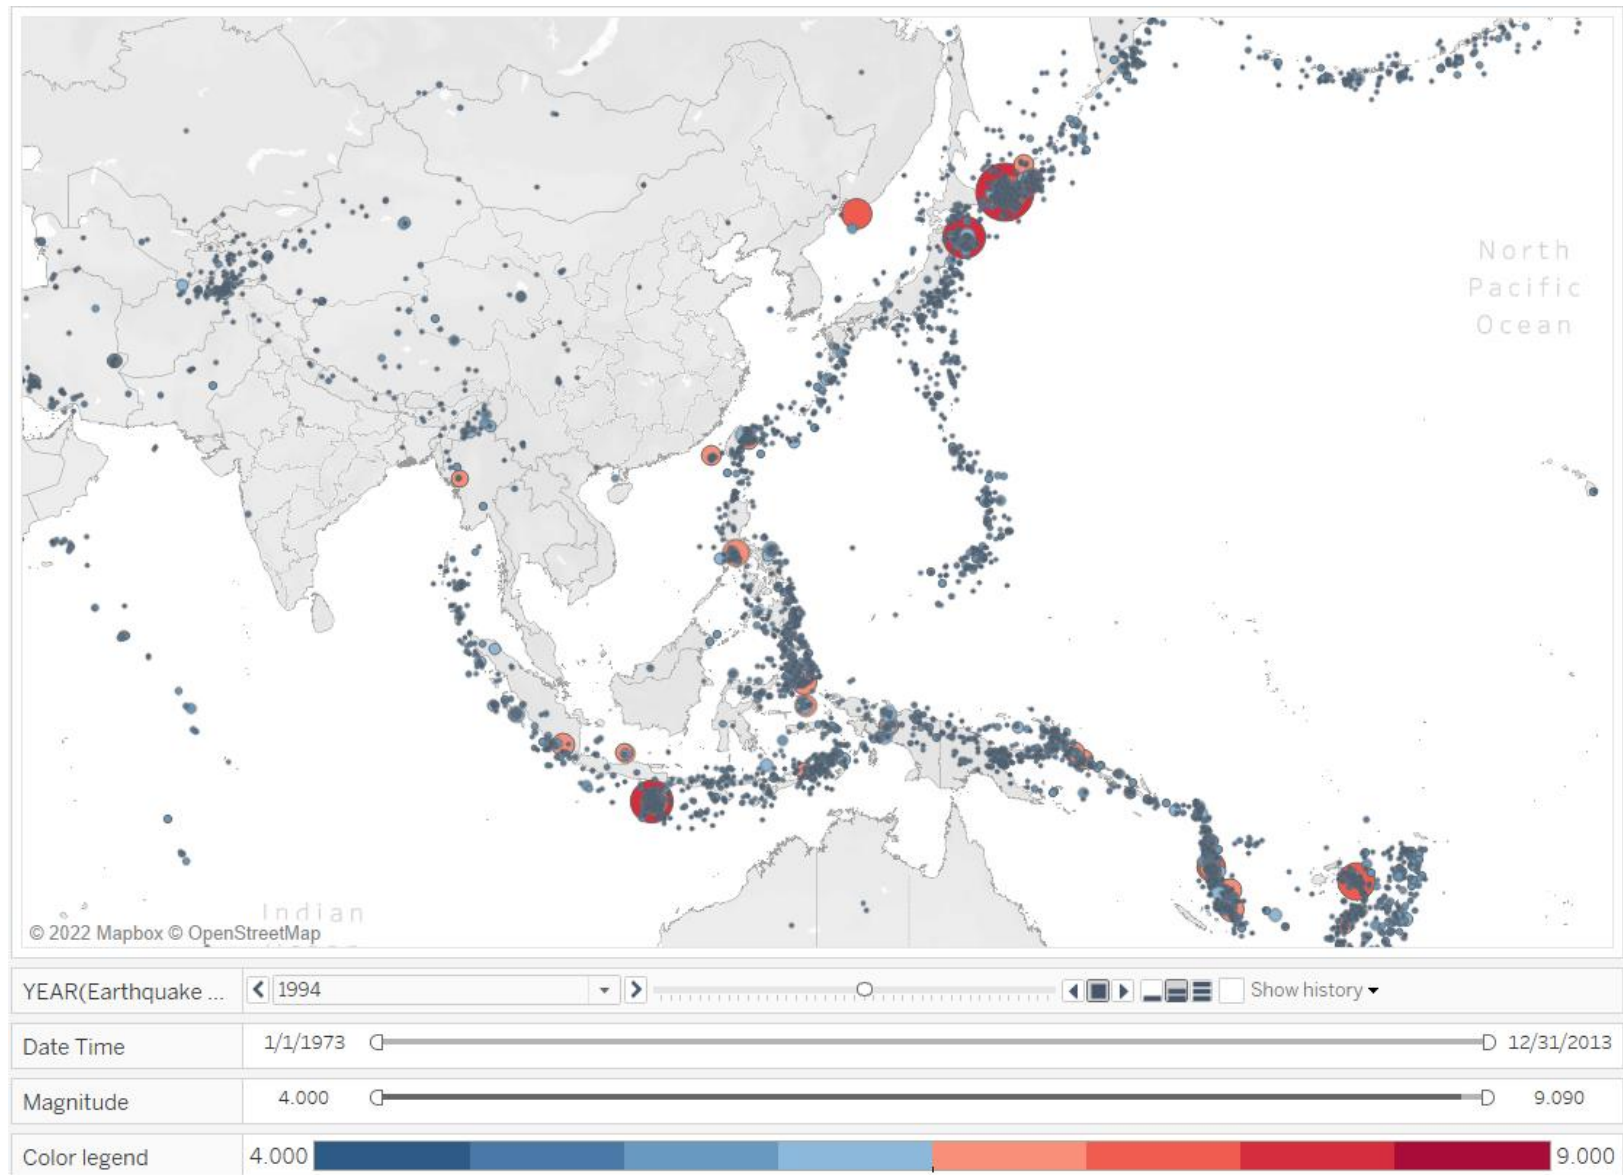 North
Pacific
Ocean
Indian
© 2022 Mapbox © OpenStreetMap
YEAR(Earthquake ...
1994
Show history
Date Time
1/1/1973
12/31/2013
Magnitude
4.000
9.090
Color legend
4.000
9.000